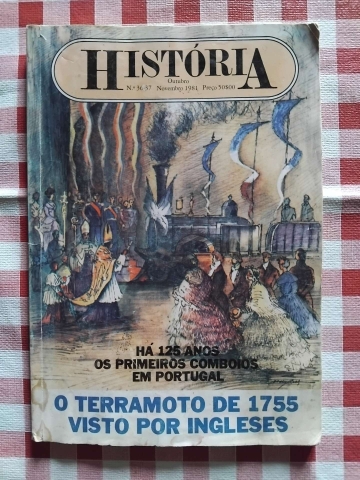 HISTÓRIA
Outubro
N.º 36/37 Novembro 1981 Preço 50$00
HÁ 125 ANOS
OS PRIMEIROS COMBOIOS
EM PORTUGAL
O TERRAMOTO DE 1755
VISTO POR INGLESES